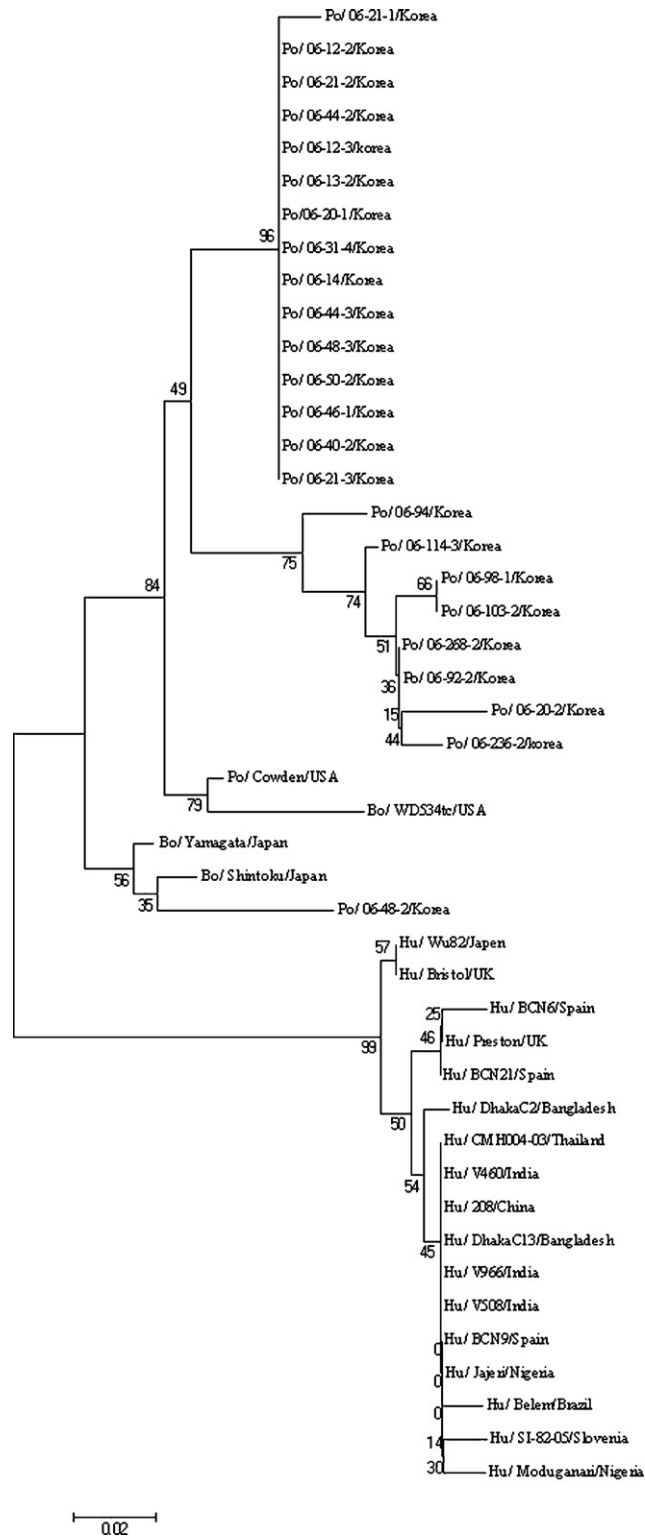 Po/ 06-21-1/Korea
Po/ 06-12-2/Korea
Po/ 06-21-2/Korea
Po/ 06-44-2/Korea
Po/ 06-12-3/korea
Po/ 06-13-2/Korea
Po/06-20-1/Korea
96
Po/ 06-31-4/Korea
Po/ 06-14/Korea
Po/ 06-44-3/Korea
Po/ 06-48-3/Korea
Po/ 06-50-2/Korea
49
Po/ 06-46-1/Korea
Po/ 06-40-2/Korea
Po/ 06-21-3/Korea
Po/ 06-94/Korea
75
Po/ 06-114-3/Korea
84
66
Po/ 06-98-1/Korea
74
Po/ 06-103-2/Korea
51
Po/ 06-268-2/Korea
36
Po/ 06-92-2/Korea
15
Po/ 06-20-2/Korea
44
Po/ 06-236-2/korea
Po/ Cowden/USA
79
Bo/ WD534tc/USA
Bo/ Yamagata/Japan
56
Bo/ Shintoku/Japan
35
Po/ 06-48-2/Korea
57
Hu/ Wu82/Japen
Hu/ Bristol/UK
25
Hu/ BCN6/Spain
99
46
Hu/ Preston/UK
Hu/ BCN21/Spain
50
Hu/ DhakaC2/Bangladesh
Hu/ CMH004-03/Thailand
54
Hu/ V460/India
Hu/ 208/China
45
Hu/ DhakaC13/Bangladesh
Hu/ V966/India
Hu/ V508/India
Hu/ BCN9/Spain
0
Hu/ Jajeri/Nigeria
0
Hu/ Belem/Brazil
0
Hu/ SI-82-05/Slovenia
14
Hu/ Moduganari/Nigeria
30
0.02